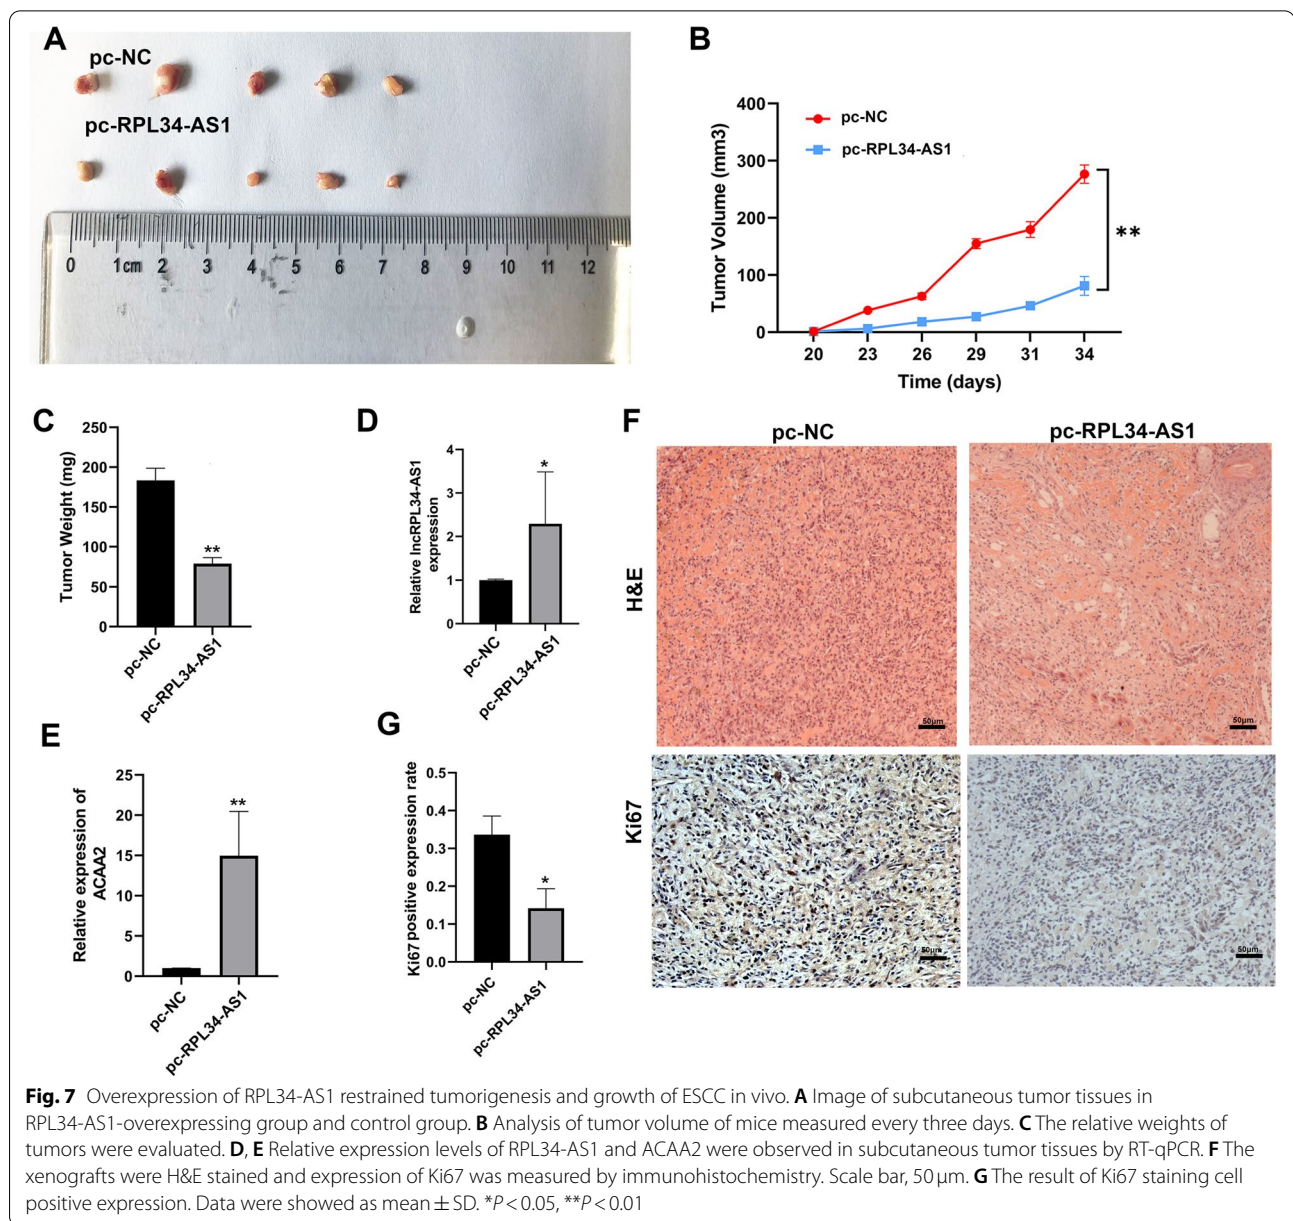 A
pc-NC
pc-RPL34-AS1
0 1cm 2 3 4 5 6 7 8 9 10 11 12
B
Tumor Volume (mm3)
400
300
200
100
0
pc-NC
pc-RPL34-AS1
**
20 23 26 29 31 34
Time (days)
C
Tumor Weight (mg)
250
200
150
100
50
0
**
pc-NC
pc-RPL34-AS1
D
Relative lncRPL34-AS1
expression
4
3
2
1
0
*
pc-NC
pc-RPL34-AS1
E
Relative expression of
ACAA2
25
20
15
10
5
0
**
pc-NC
pc-RPL34-AS1
G
Ki67 positive expression rate
0.5
0.4
0.3
0.2
0.1
0.0
*
pc-NC
pc-RPL34-AS1
F
pc-NC pc-RPL34-AS1
H&E
50μm 50μm
Ki67
50μm 50μm
Fig. 7 Overexpression of RPL34-AS1 restrained tumorigenesis and growth of ESCC in vivo. A Image of subcutaneous tumor tissues in
RPL34-AS1-overexpressing group and control group. B Analysis of tumor volume of mice measured every three days. C The relative weights of
tumors were evaluated. D, E Relative expression levels of RPL34-AS1 and ACAA2 were observed in subcutaneous tumor tissues by RT-qPCR. F The
xenografts were H&E stained and expression of Ki67 was measured by immunohistochemistry. Scale bar, 50 μm. G The result of Ki67 staining cell
positive expression. Data were showed as mean ± SD. *P < 0.05, **P < 0.01